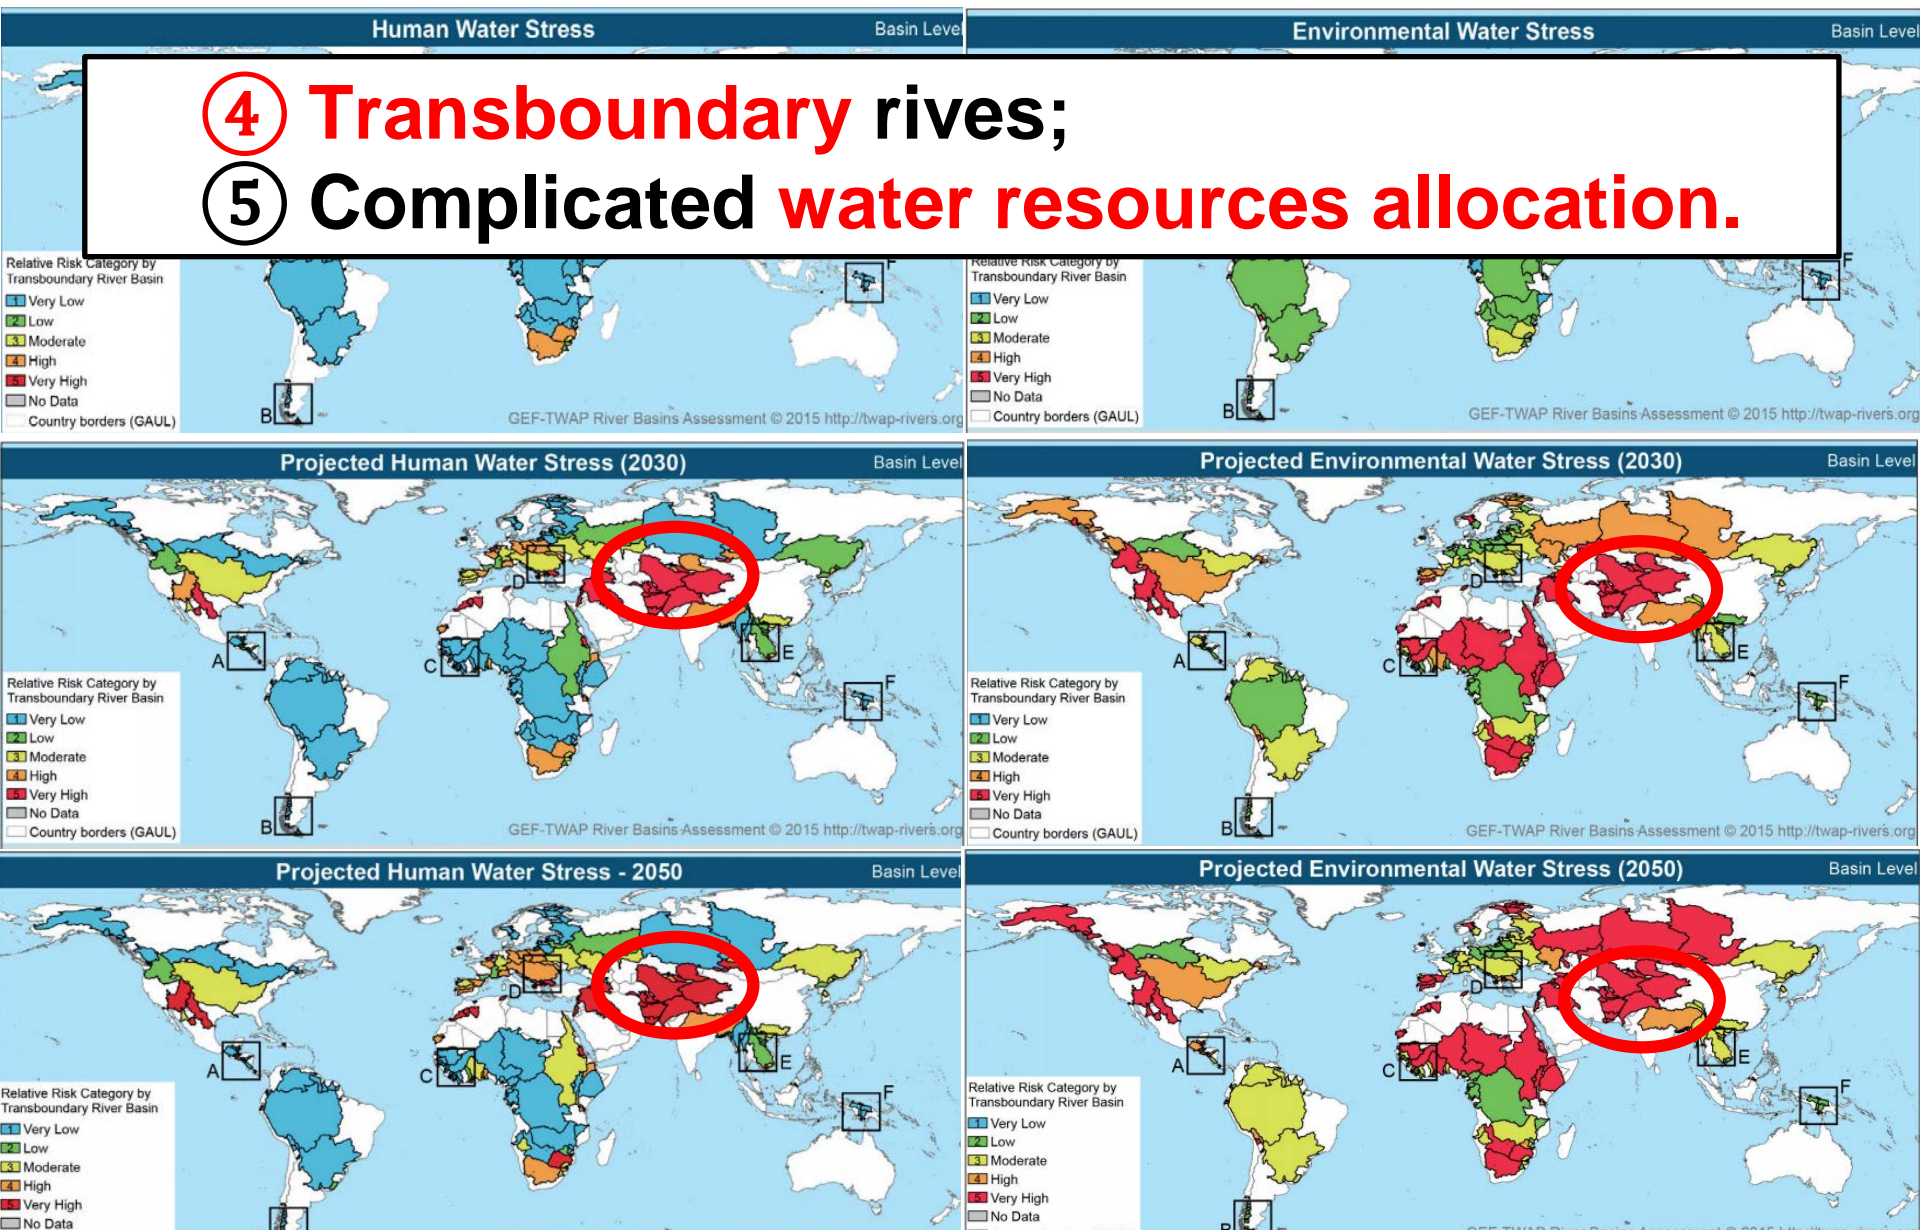 Human Water Stress
Basin Level
Environmental Water Stress
Basin Level
④ Transboundary rives;
⑤ Complicated water resources allocation.
Relative Risk Category by
Transboundary River Basin
1 Very Low
2 Low
3 Moderate
4 High
5 Very High
No Data
Country borders (GAUL)
B
F
GEF-TWAP River Basins Assessment © 2015 http://twap-rivers.org
Relative Risk Category by
Transboundary River Basin
1 Very Low
2 Low
3 Moderate
4 High
5 Very High
No Data
Country borders (GAUL)
B
F
GEF-TWAP River Basins Assessment © 2015 http://twap-rivers.org
Projected Human Water Stress (2030)
Basin Level
A
B
C
D
E
F
Relative Risk Category by
Transboundary River Basin
1 Very Low
2 Low
3 Moderate
4 High
5 Very High
No Data
Country borders (GAUL)
GEF-TWAP River Basins Assessment © 2015 http://twap-rivers.org
Projected Environmental Water Stress (2030)
Basin Level
A
B
C
D
E
F
Relative Risk Category by
Transboundary River Basin
1 Very Low
2 Low
3 Moderate
4 High
5 Very High
No Data
Country borders (GAUL)
GEF-TWAP River Basins Assessment © 2015 http://twap-rivers.org
Projected Human Water Stress - 2050
Basin Level
A
C
D
E
F
Relative Risk Category by
Transboundary River Basin
1 Very Low
2 Low
3 Moderate
4 High
5 Very High
No Data
Projected Environmental Water Stress (2050)
Basin Level
A
B
C
D
E
F
Relative Risk Category by
Transboundary River Basin
1 Very Low
2 Low
3 Moderate
4 High
5 Very High
No Data